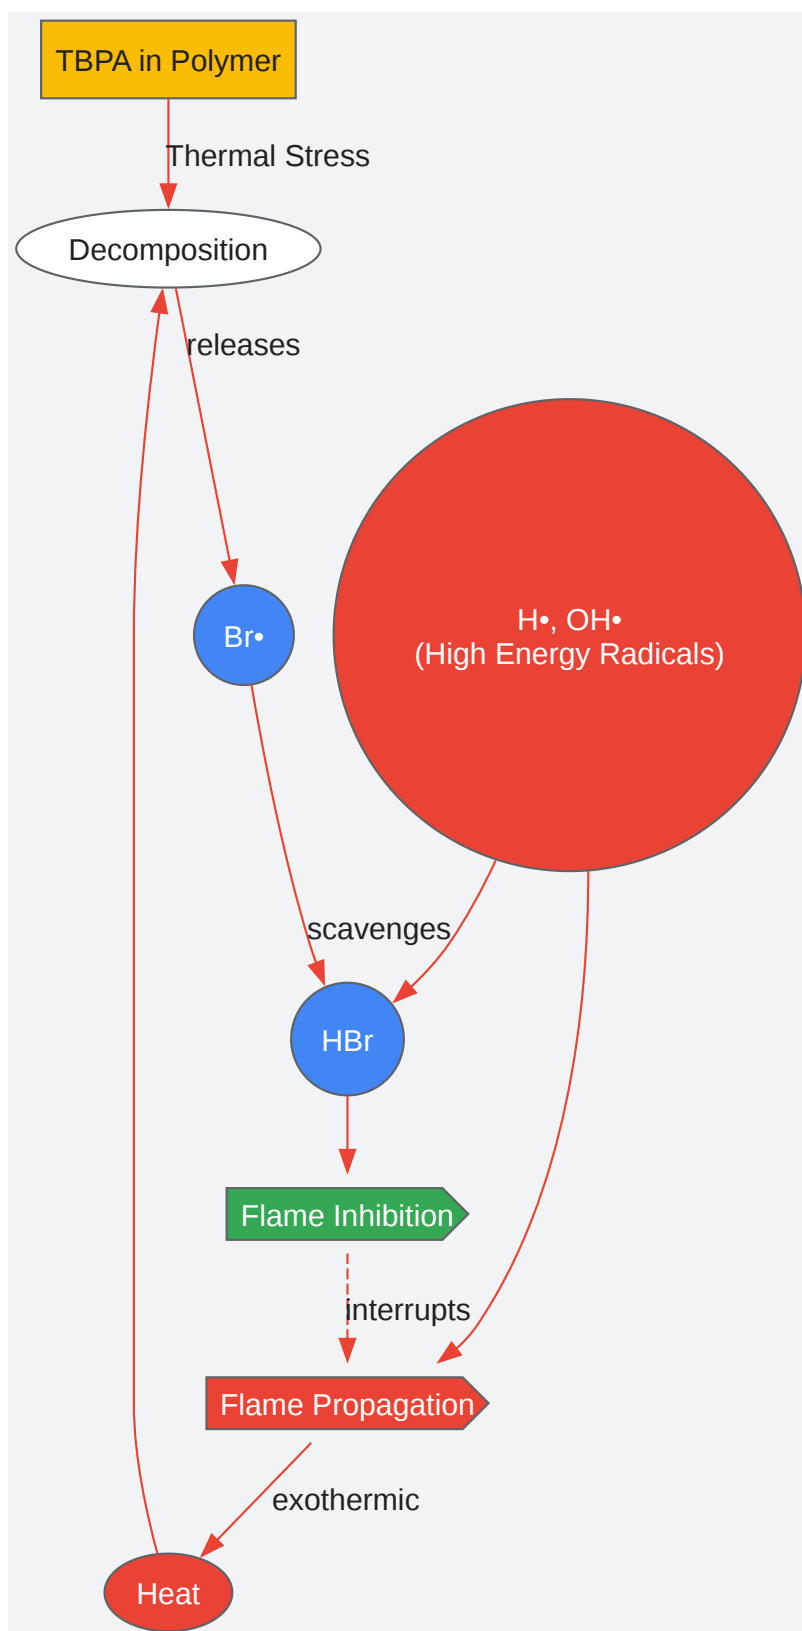 TBPA in Polymer
Thermal Stress
Decomposition
releases
H•, OH•
(High Energy Radicals)
Br•
scavenges
HBr
Flame Inhibition
interrupts
Flame Propagation
exothermic
Heat